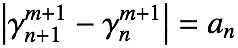 |γ_{n+1}^{m+1} − γ_n^{m+1}| = a_n